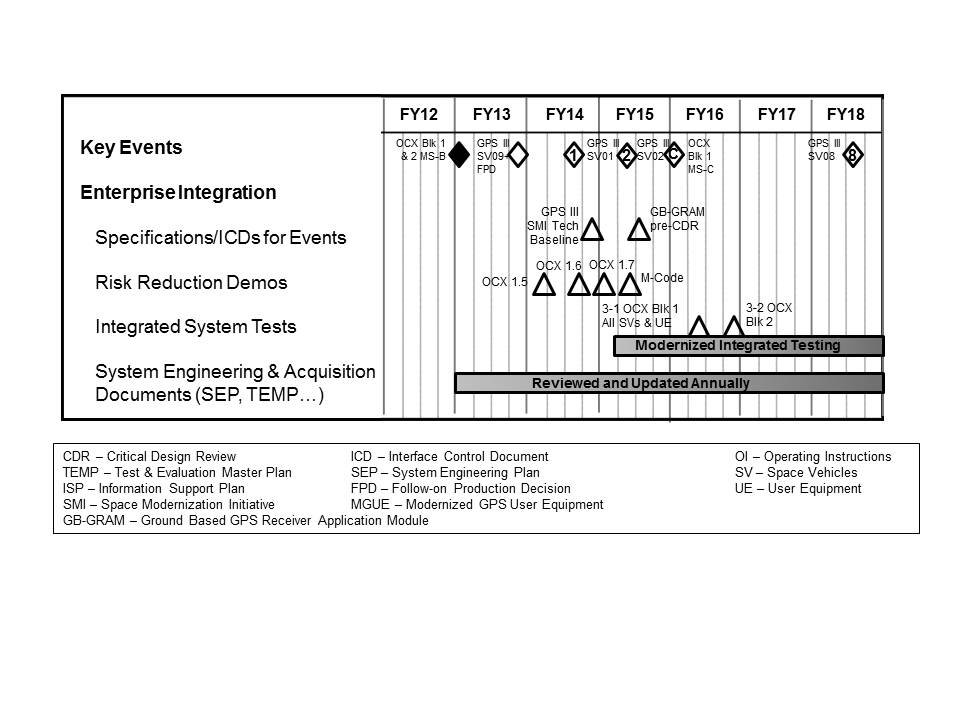 FY12 FY13 FY14 FY15 FY16 FY17 FY18
Key Events
OCX Blk 1
& 2 MS-B
GPS III
SV09+
FPD
1
GPS III
SV01
2
GPS III
SV02
C
OCX
Blk 1
MS-C
GPS III
SV08
8
Enterprise Integration
Specifications/ICDs for Events
GPS III
SMI Tech
Baseline
GB-GRAM
pre-CDR
Risk Reduction Demos
OCX 1.5
OCX 1.6
OCX 1.7
M-Code
Integrated System Tests
3-1 OCX Blk 1
All SVs & UE
3-2 OCX
Blk 2
Modernized Integrated Testing
System Engineering & Acquisition
Documents (SEP, TEMP…)
Reviewed and Updated Annually
CDR – Critical Design Review
TEMP – Test & Evaluation Master Plan
ISP – Information Support Plan
SMI – Space Modernization Initiative
GB-GRAM – Ground Based GPS Receiver Application Module
ICD – Interface Control Document
SEP – System Engineering Plan
FPD – Follow-on Production Decision
MGUE – Modernized GPS User Equipment
OI – Operating Instructions
SV – Space Vehicles
UE – User Equipment